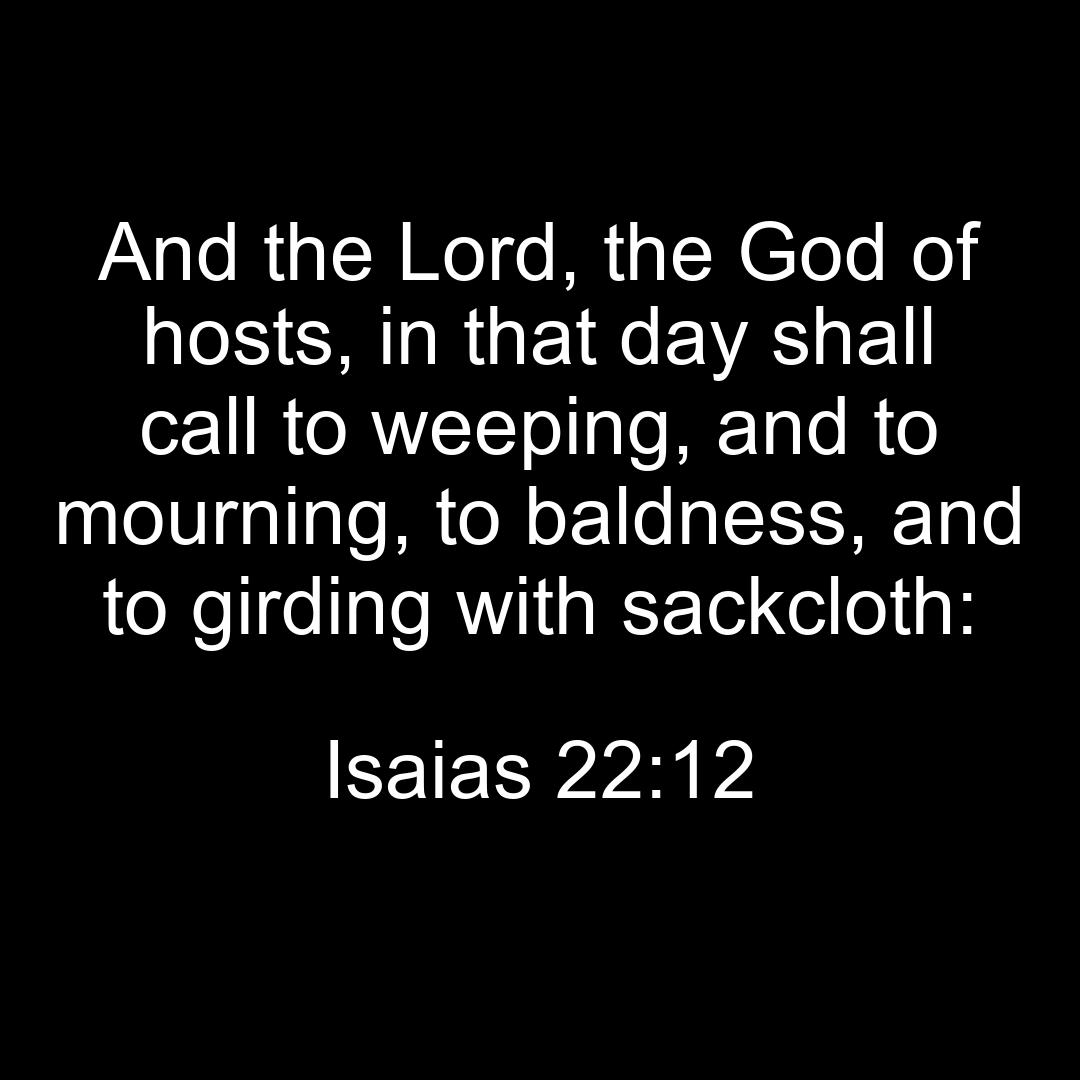 And the Lord, the God of
hosts, in that day shall
call to weeping, and to
mourning, to baldness, and
to girding with sackcloth:
Isaias 22:12